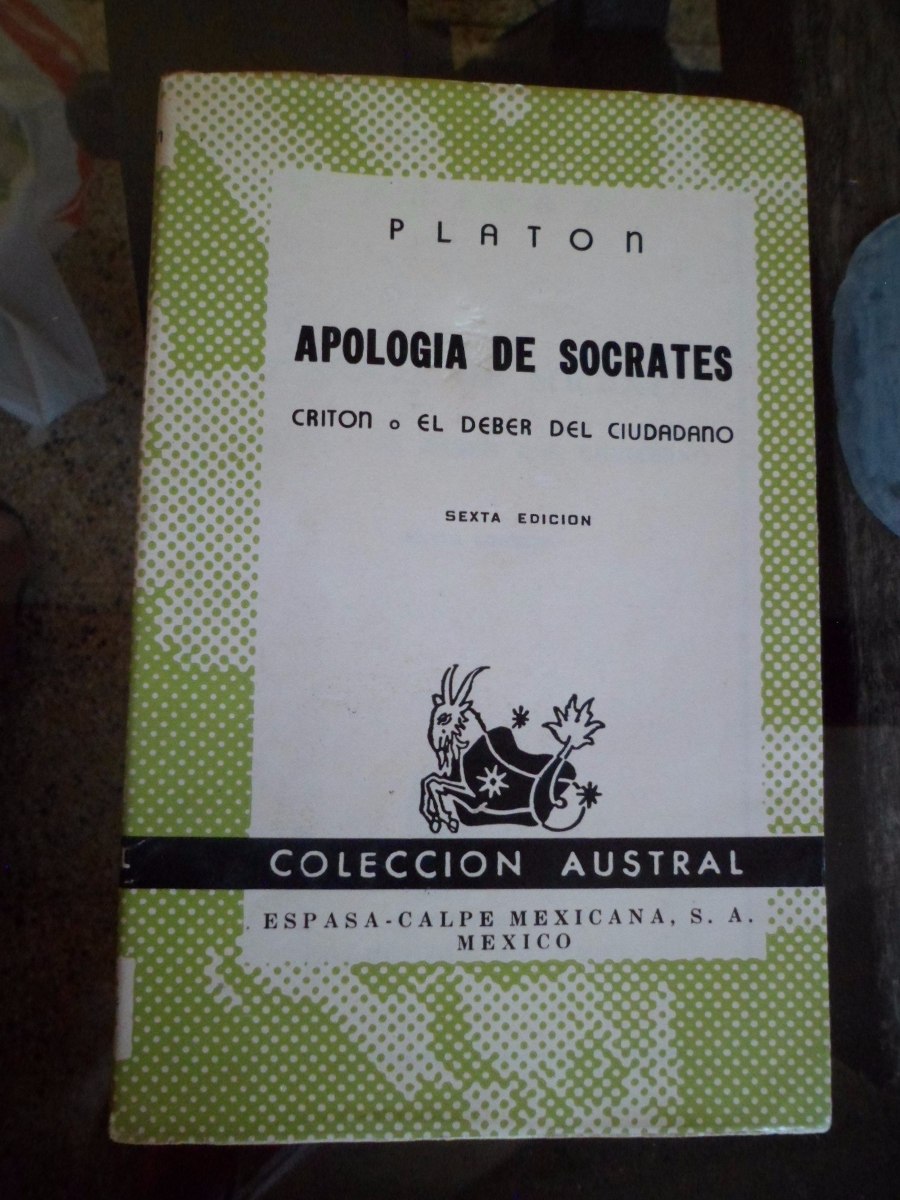 PLATON
APOLOGIA DE SOCRATES
CRITON o EL DEBER DEL CIUDADANO
SEXTA EDICION
COLECCION AUSTRAL
ESPASA-CALPE MEXICANA, S. A.
MEXICO